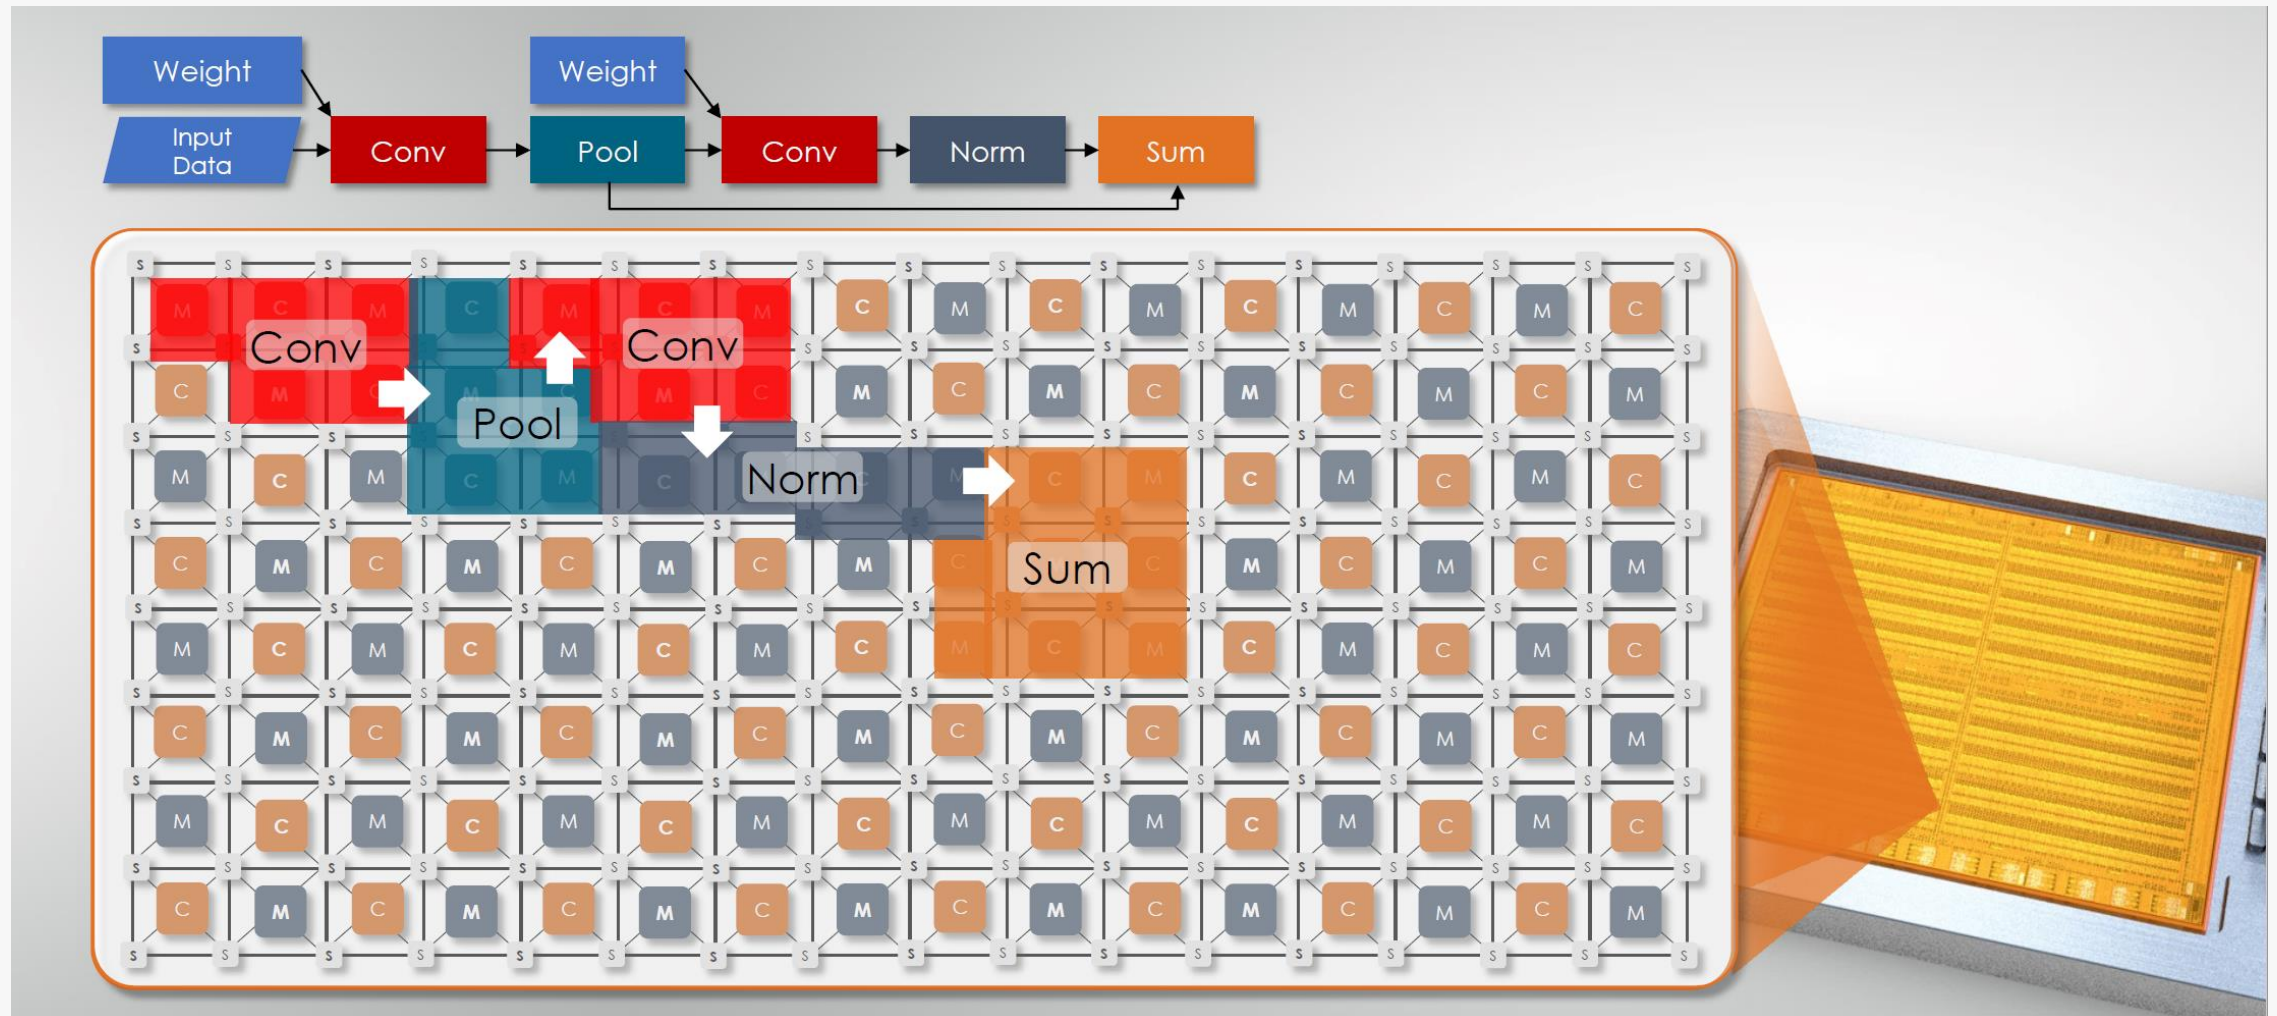 Weight
Weight
Input
Data
Conv
Pool
Conv
Norm
Sum
S S S S S S S S S S S S S S S S S
M C M C M C M C M C M C M C M C
Conv
Conv
S S S S S S S S S S S
C M C M C M C M C M C M C M C M
Pool
S S S S S S S S S S S S S
M C M C M C C M C M C M C M C
Norm
S S S S S S S S S S S S S
C M C M C M C M C C M C M C M
Sum
S S S S S S S S S S S S S S S
M C M C M C M C M C M C M C M C
S S S S S S S S S S S S S S S S S
C M C M C M C M C M C M C M C M
S S S S S S S S S S S S S S S S S
M C M C M C M C M C M C M C M C
S S S S S S S S S S S S S S S S S
C M C M C M C M C M C M C M C M
S S S S S S S S S S S S S S S S S